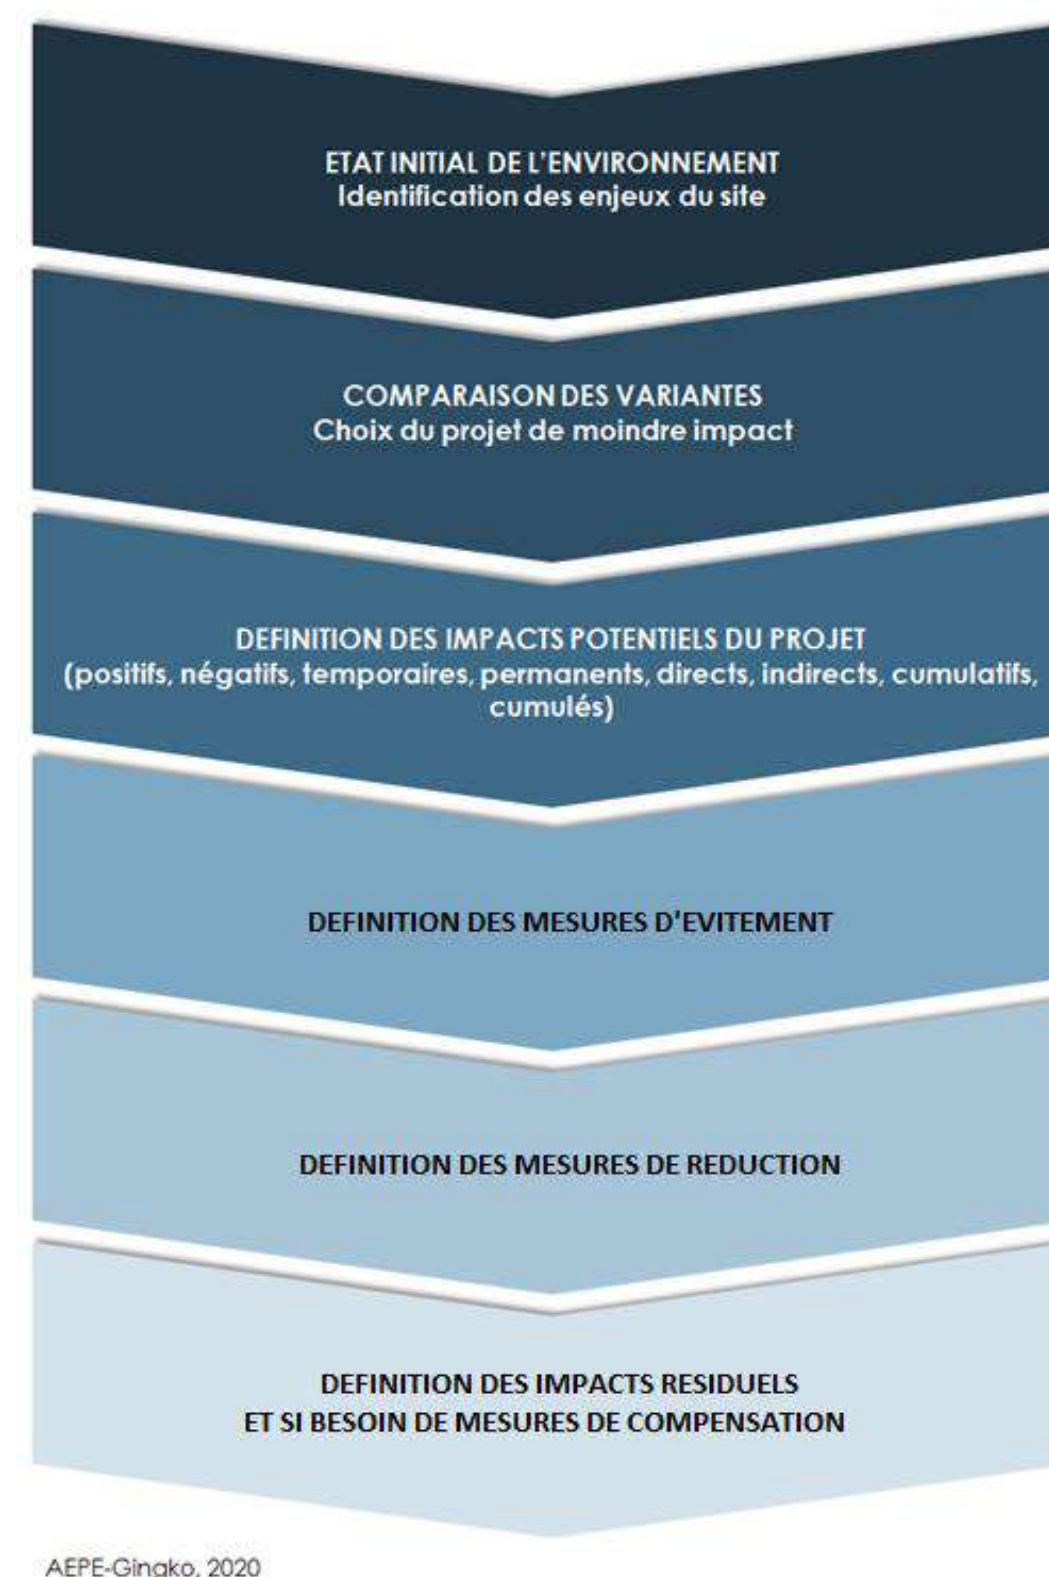 ETAT INITIAL DE L'ENVIRONNEMENT
Identification des enjeux du site
COMPARAISON DES VARIANTES
Choix du projet de moindre impact
DEFINITION DES IMPACTS POTENTIELS DU PROJET
(positifs, négatifs, temporaires, permanents, directs, indirects, cumulatifs,
cumulés)
DEFINITION DES MESURES D'EVITEMENT
DEFINITION DES MESURES DE REDUCTION
DEFINITION DES IMPACTS RESIDUELS
ET SI BESOIN DE MESURES DE COMPENSATION
AEPE-Gingko, 2020